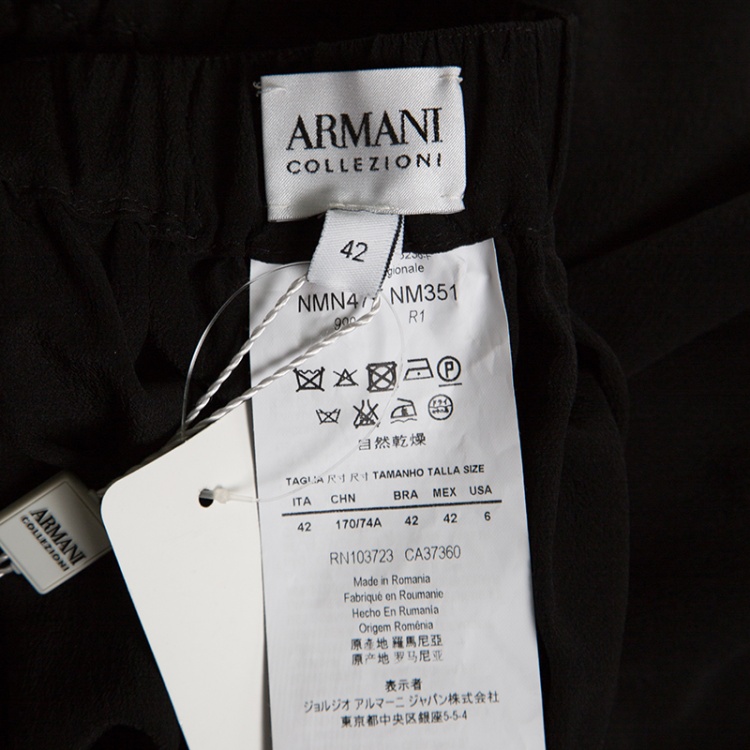 ARMANI
COLLEZIONI
42
NM351
R1
P
ドライ
自然乾燥
TAGLIA 尺寸 尺寸 TAMANHO TALLA SIZE
ITA CHN BRA MEX USA
42 170/74A 42 42 6
RN103723 CA37360
Made in Romania
Fabriqué en Roumanie
Hecho En Rumanía
Origem Roménia
原產地 羅馬尼亞
原产地 罗马尼亚
表示者
ジョルジオ アルマーニ ジャパン株式会社
東京都中央区銀座5-5-4
ARMANI
COLLEZIONI